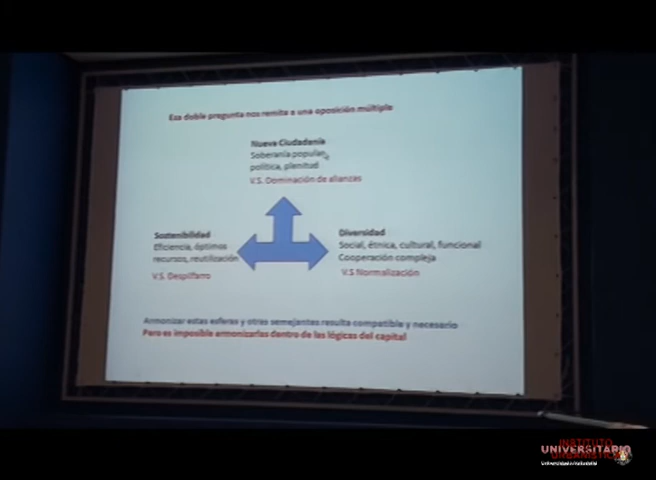 Esa doble pregunta nos remite a una oposición múltiple
Nueva Ciudadanía
Soberanía popular,
política, plenitud
V.S. Dominación de alianzas
Sostenibilidad
Eficiencia, óptimos
recursos, reutilización
V.S. Despilfarro
Diversidad
Social, étnica, cultural, funcional
Cooperación compleja
V.S Normalización
Armonizar estas esferas y otras semejantes resulta compatible y necesario
Pero es imposible armonizarlas dentro de las lógicas del capital
INSTITUTO
UNIVERSITARIO
URBANÍSTICA